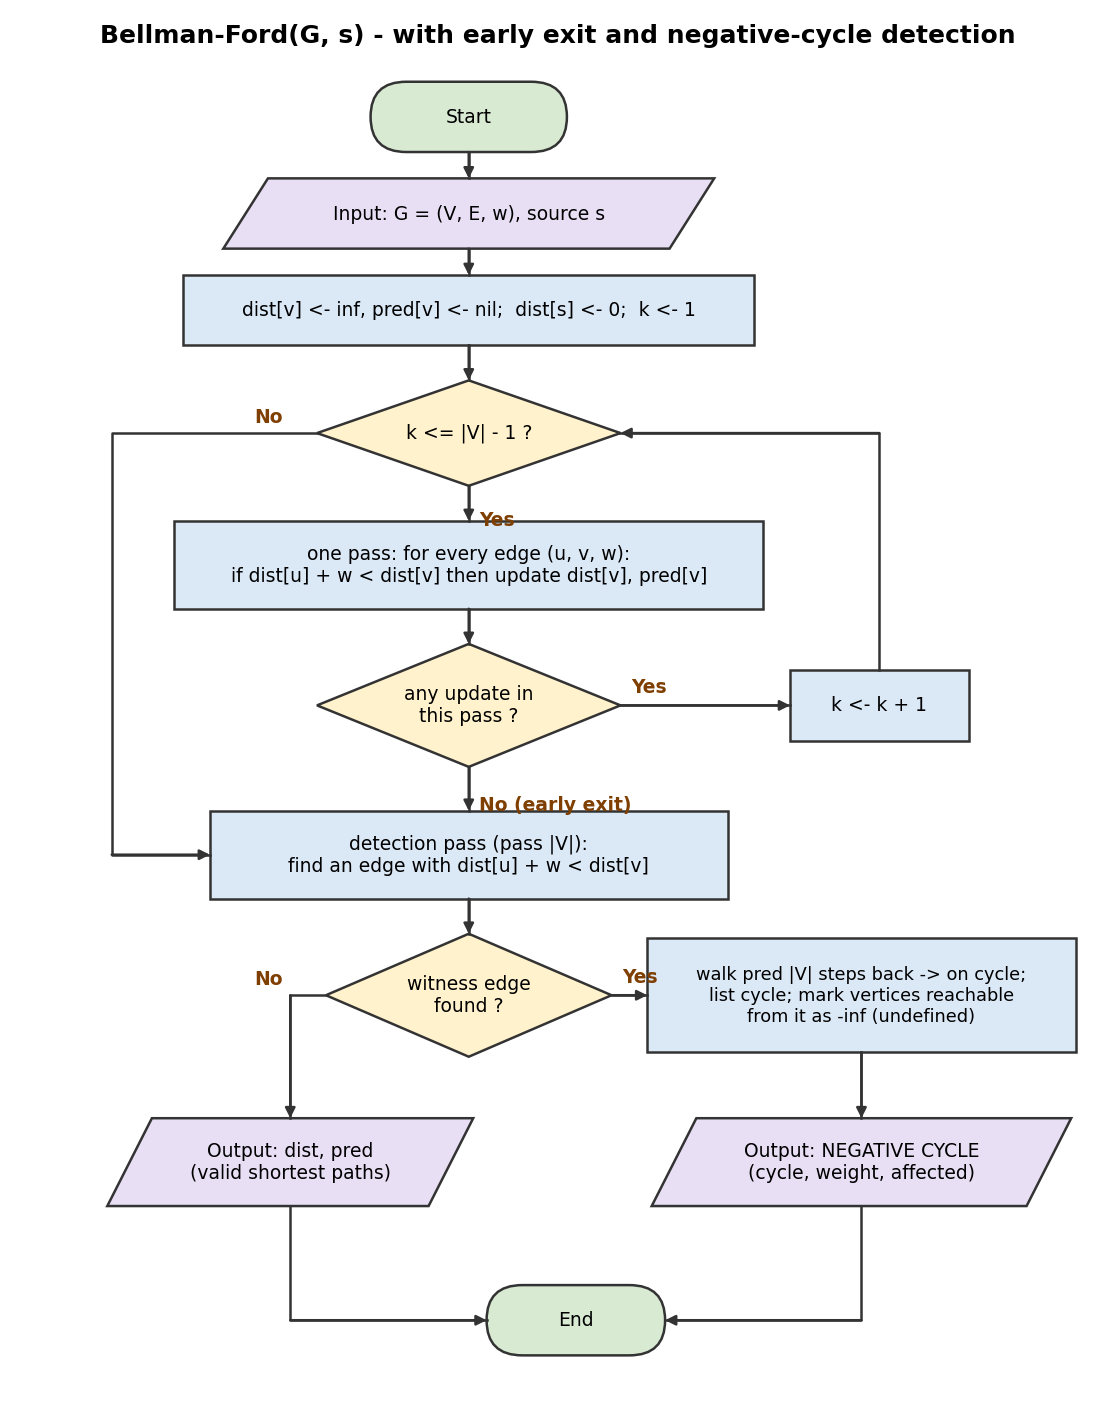 Bellman-Ford(G, s) - with early exit and negative-cycle detection
Start
Input: G = (V, E, w), source s
dist[v] <- inf, pred[v] <- nil;  dist[s] <- 0;  k <- 1
No
k <= |V| - 1 ?
Yes
one pass: for every edge (u, v, w):
if dist[u] + w < dist[v] then update dist[v], pred[v]
any update in
this pass ?
Yes
k <- k + 1
No (early exit)
detection pass (pass |V|):
find an edge with dist[u] + w < dist[v]
No
witness edge
found ?
Yes
walk pred |V| steps back -> on cycle;
list cycle; mark vertices reachable
from it as -inf (undefined)
Output: dist, pred
(valid shortest paths)
Output: NEGATIVE CYCLE
(cycle, weight, affected)
End